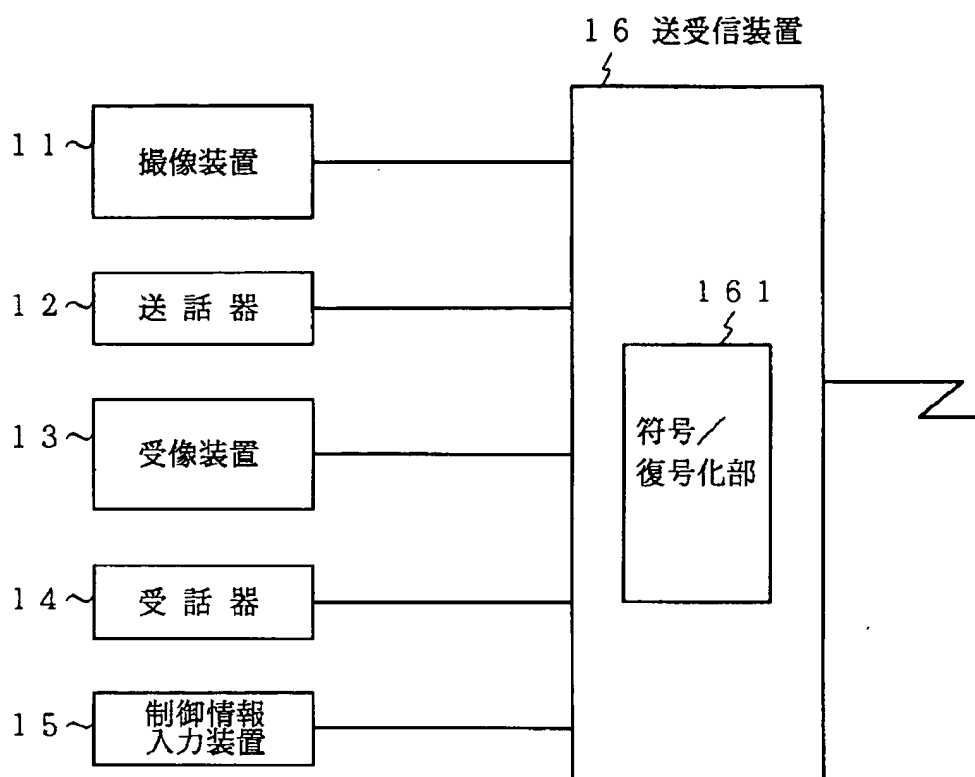 １６ 送受信装置
１１
撮像装置
１２
送 話 器
１６１
１３
受像装置
符号／
復号化部
１４
受 話 器
１５
制御情報
入力装置